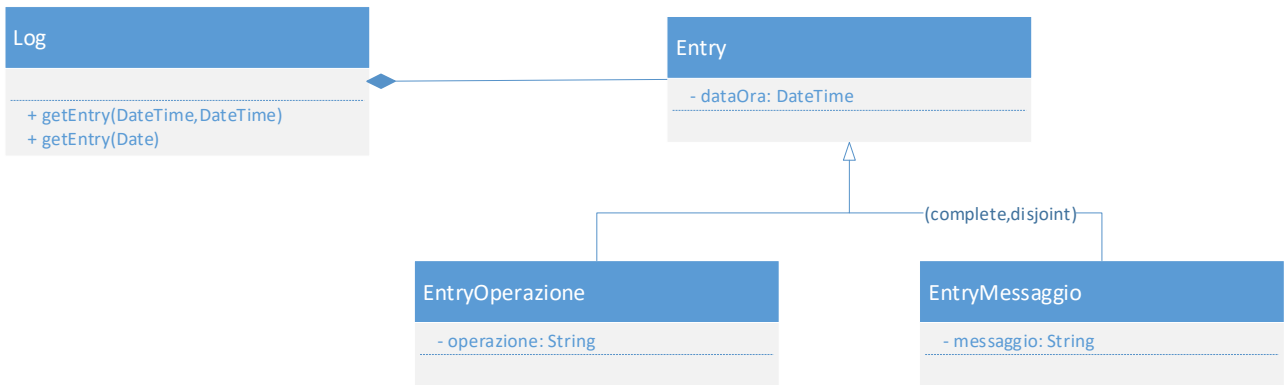 Log
+ getEntry(DateTime,DateTime)
+ getEntry(Date)
Entry
- dataOra: DateTime
(complete,disjoint)
EntryOperazione
- operazione: String
EntryMessaggio
- messaggio: String